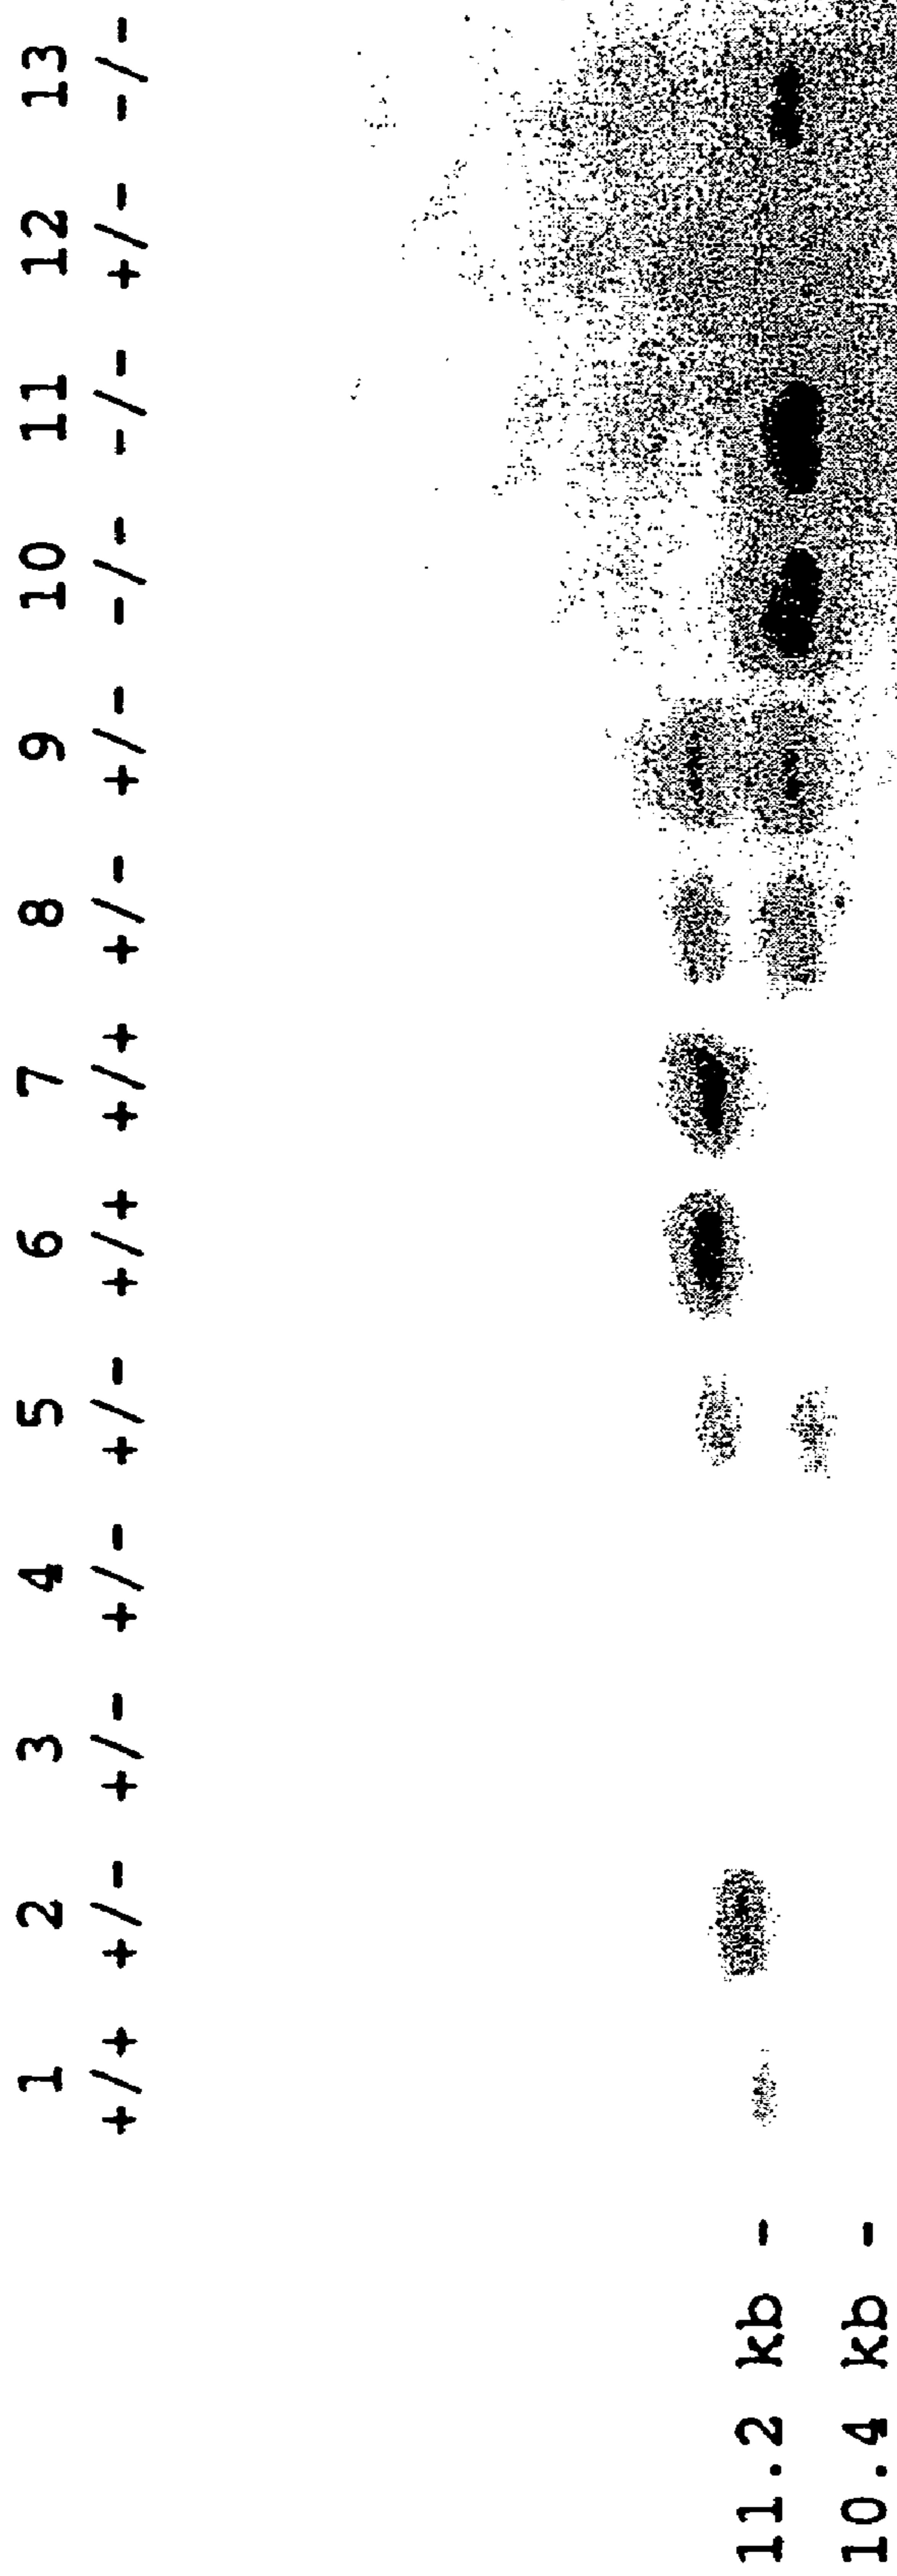 1 2 3 4 5 6 7 8 9 10 11 12 13
+/+ +/- +/- +/- +/- +/+ +/+ +/- +/- -/- -/- +/- -/-
11.2 kb -
10.4 kb -